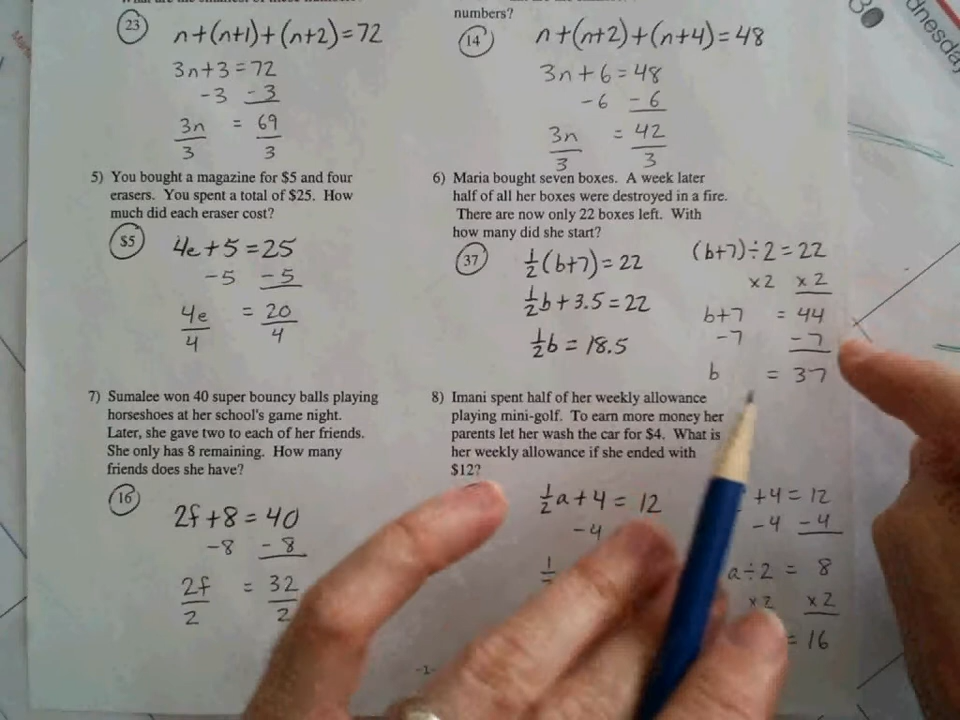 numbers?
23
n+(n+1)+(n+2)=72
3n+3=72
-3 -3
3n = 69
3 3
14
n+(n+2)+(n+4)=48
3n+6=48
-6 -6
3n = 42
3 3
5) You bought a magazine for $5 and four
erasers. You spent a total of $25. How
much did each eraser cost?
$5
4e+5=25
-5 -5
4e = 20
4 4
6) Maria bought seven boxes. A week later
half of all her boxes were destroyed in a fire.
There are now only 22 boxes left. With
how many did she start?
37
½(b+7)=22
½b+3.5=22
½b=18.5
(b+7)÷2=22
×2 ×2
b+7 = 44
-7 -7
b = 37
7) Sumalee won 40 super bouncy balls playing
horseshoes at her school's game night.
Later, she gave two to each of her friends.
She only has 8 remaining. How many
friends does she have?
16
2f+8=40
-8 -8
2f = 32
2 2
8) Imani spent half of her weekly allowance
playing mini-golf. To earn more money her
parents let her wash the car for $4. What is
her weekly allowance if she ended with
$12?
½a+4=12
-4
+4=12
-4 -4
a÷2 = 8
×2 ×2
= 16
-1-